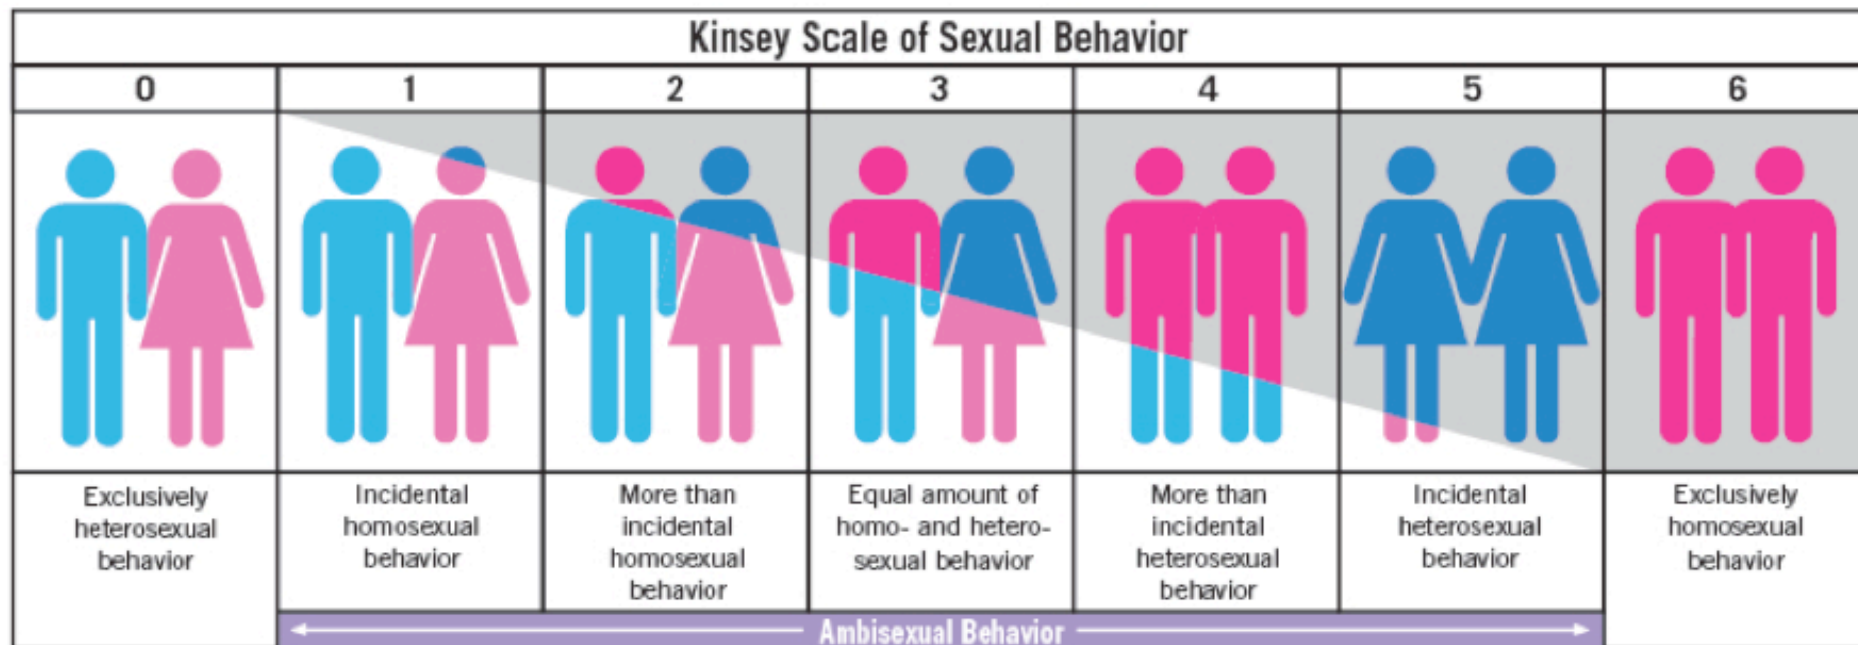 Kinsey Scale of Sexual Behavior
0 1 2 3 4 5 6
Exclusively
heterosexual
behavior
Incidental
homosexual
behavior
More than
incidental
homosexual
behavior
Equal amount of
homo- and hetero-
sexual behavior
More than
incidental
heterosexual
behavior
Incidental
heterosexual
behavior
Exclusively
homosexual
behavior
Ambisexual Behavior